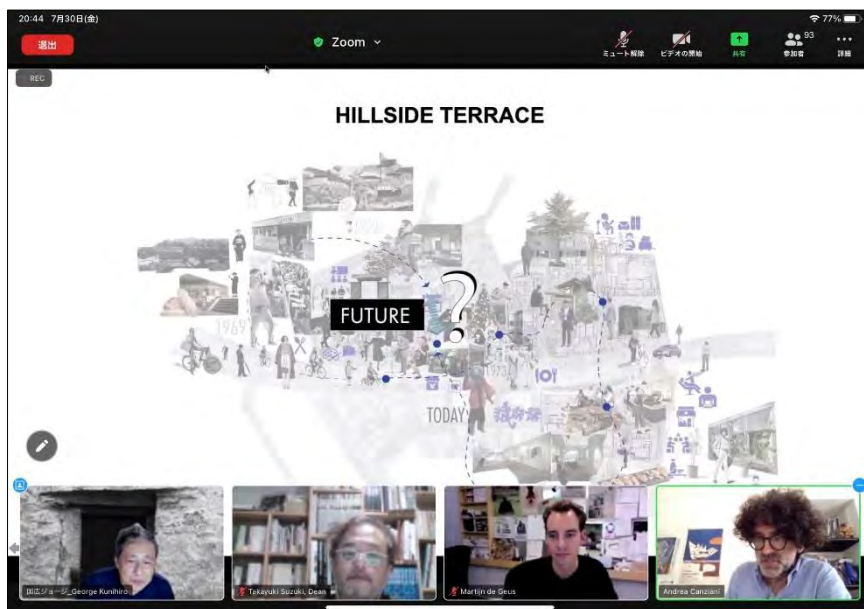 20:44 7月30日(金)
77%
退出
Zoom
ミュート解除
ビデオの開始
共有
93
参加者
詳細
REC
HILLSIDE TERRACE
FUTURE
?
1969
1973
TODAY
国広ジョージ_George Kunihiro
Takayuki Suzuki, Dean
Martijn de Geus
Andrea Canziani